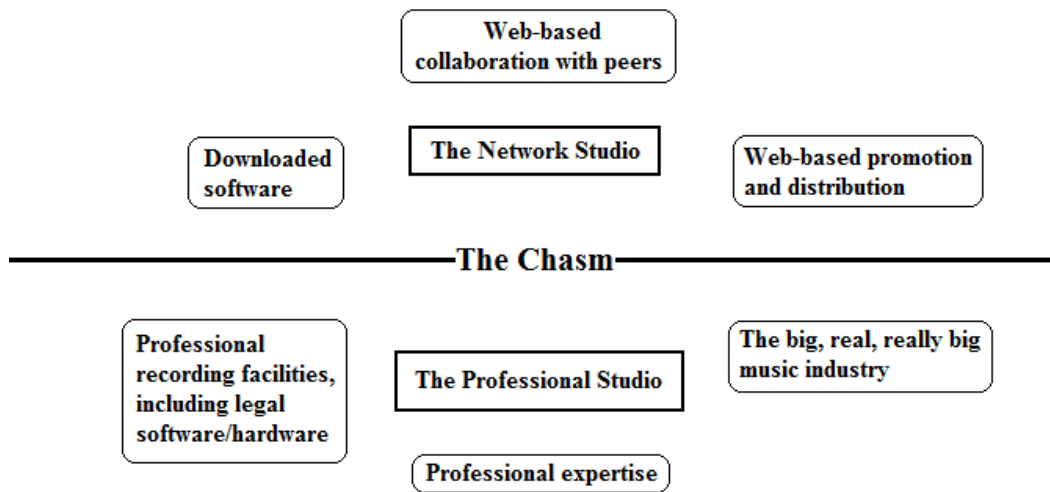 Web-based
collaboration with peers
Downloaded
software
The Network Studio
Web-based promotion
and distribution
The Chasm
Professional
recording facilities,
including legal
software/hardware
The Professional Studio
The big, real, really big
music industry
Professional expertise